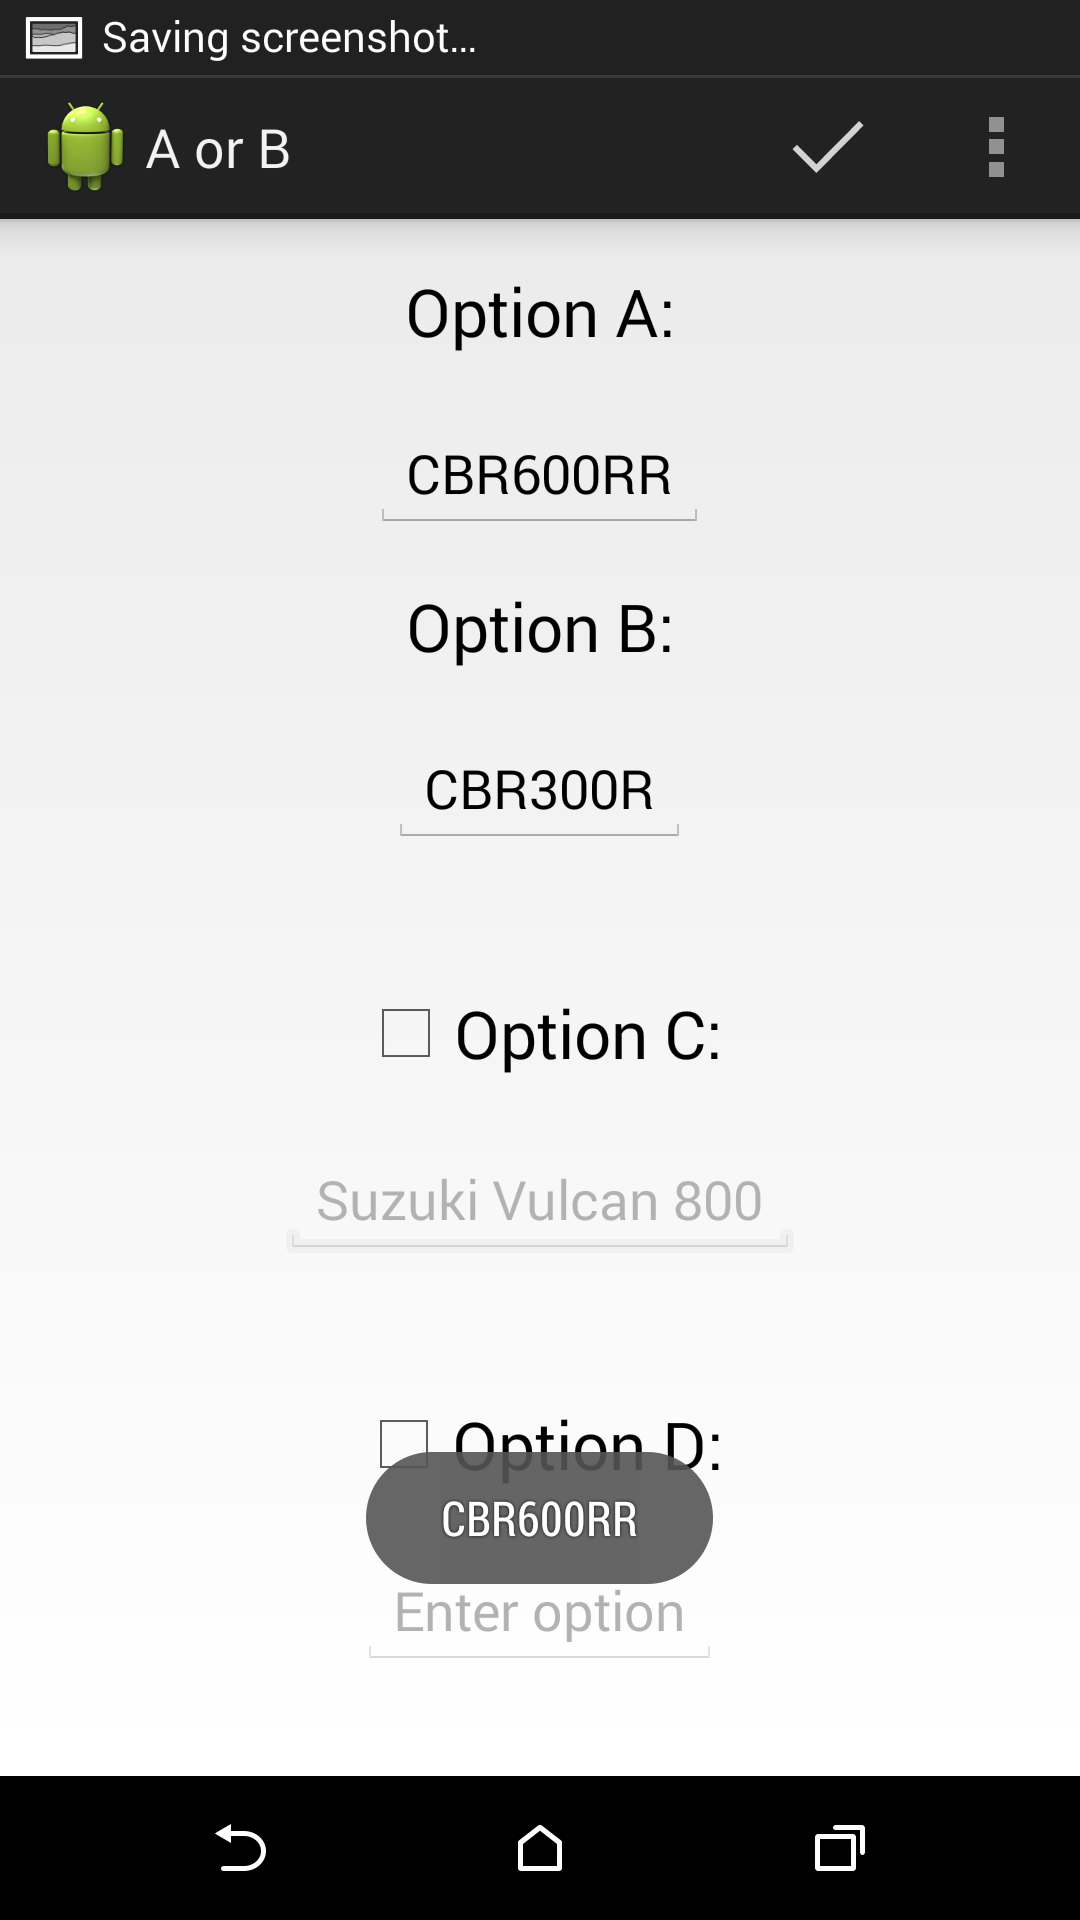 Saving screenshot...
A or B
Option A:
CBR600RR
Option B:
CBR300R
Option C:
Suzuki Vulcan 800
Option D:
CBR600RR
Enter option